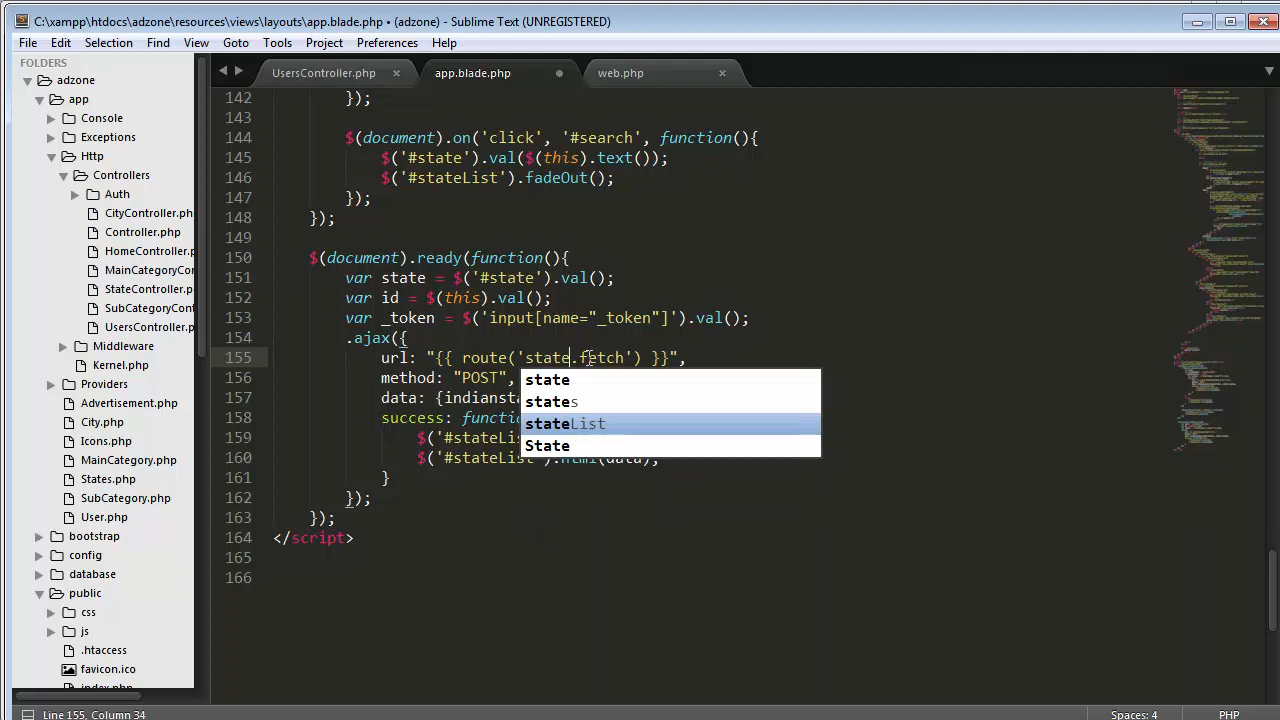 C:\xampp\htdocs\adzone\resources\views\layouts\app.blade.php • (adzone) - Sublime Text (UNREGISTERED)
File Edit Selection Find View Goto Tools Project Preferences Help
FOLDERS
adzone
app
Console
Exceptions
Http
Controllers
Auth
CityController.ph
Controller.php
HomeController.
MainCategoryCor
StateController.ph
SubCategoryCont
UsersController.p
Middleware
Kernel.php
Providers
Advertisement.php
City.php
Icons.php
MainCategory.php
States.php
SubCategory.php
User.php
bootstrap
config
database
public
css
js
.htaccess
favicon.ico
index.php
UsersController.php × app.blade.php web.php ×
142 });
143
144 $(document).on('click', '#search', function(){
145 $('#state').val($(this).text());
146 $('#stateList').fadeOut();
147 });
148 });
149
150 $(document).ready(function(){
151 var state = $('#state').val();
152 var id = $(this).val();
153 var _token = $('input[name="_token"]').val();
154 .ajax({
155 url: "{{ route('state.fetch') }}",
156 method: "POST",
157 data: {indiansta
158 success: functio
159 $('#stateLis
160 $('#stateList').html(data);
161 }
162 });
163 });
164 </script>
165
166
state
states
stateList
State
Line 155, Column 34
Spaces: 4
PHP